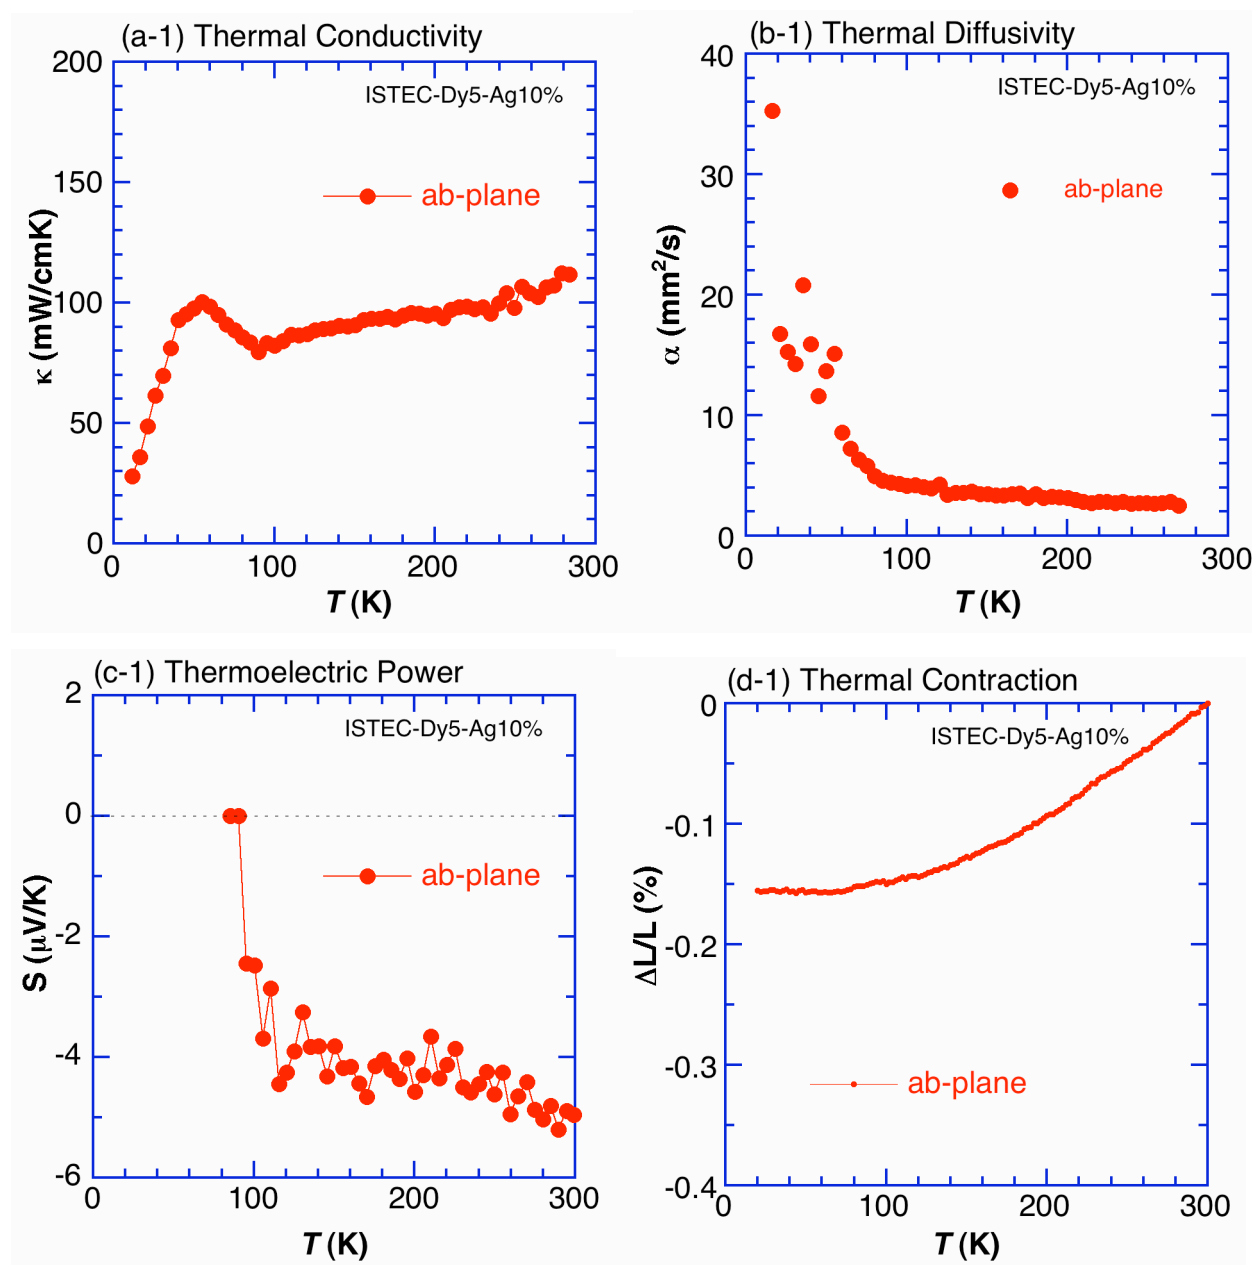 (a-1) Thermal Conductivity
200
150
100
50
0
κ (mW/cmK)
ISTEC-Dy5-Ag10%
ab-plane
0 100 200 300
T (K)
(b-1) Thermal Diffusivity
40
30
20
10
0
α (mm²/s)
ISTEC-Dy5-Ag10%
ab-plane
0 100 200 300
T (K)
(c-1) Thermoelectric Power
2
0
-2
-4
-6
S (μV/K)
ISTEC-Dy5-Ag10%
ab-plane
0 100 200 300
T (K)
(d-1) Thermal Contraction
0
-0.1
-0.2
-0.3
-0.4
ΔL/L (%)
ISTEC-Dy5-Ag10%
ab-plane
0 100 200 300
T (K)